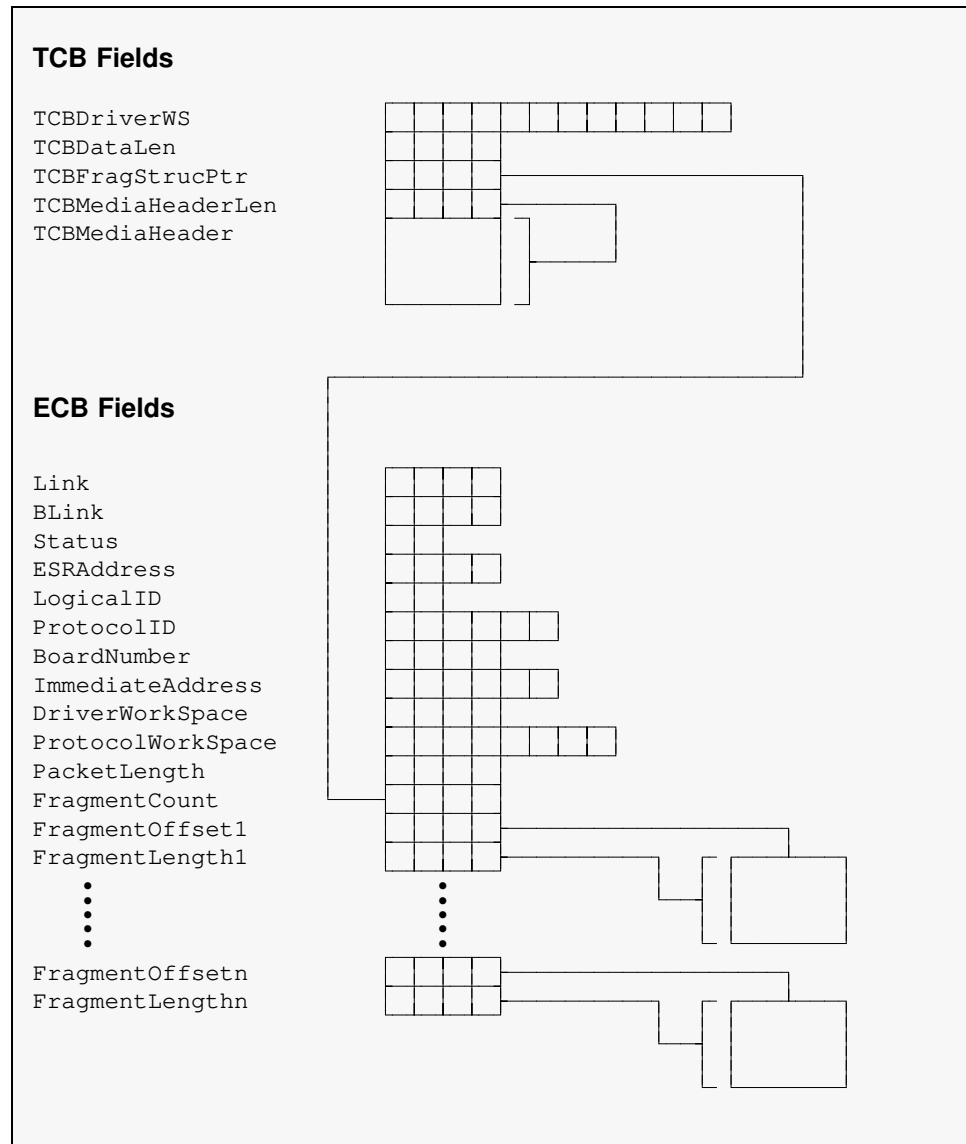 TCB Fields
TCBDriverWS
TCBDataLen
TCBFragStrucPtr
TCBMediaHeaderLen
TCBMediaHeader
ECB Fields
Link
BLink
Status
ESRAddress
LogicalID
ProtocolID
BoardNumber
ImmediateAddress
DriverWorkSpace
ProtocolWorkSpace
PacketLength
FragmentCount
FragmentOffset1
FragmentLength1
FragmentOffsetn
FragmentLengthn